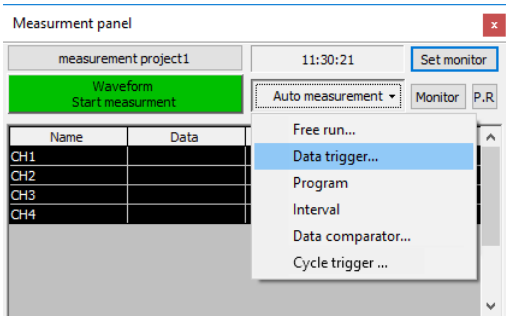 Measurment panel
x
measurement project1
11:30:21
Set monitor
Waveform
Start measurment
Auto measurement
Monitor
P.R
Name
Data
CH1
CH2
CH3
CH4
Free run...
Data trigger...
Program
Interval
Data comparator...
Cycle trigger ...